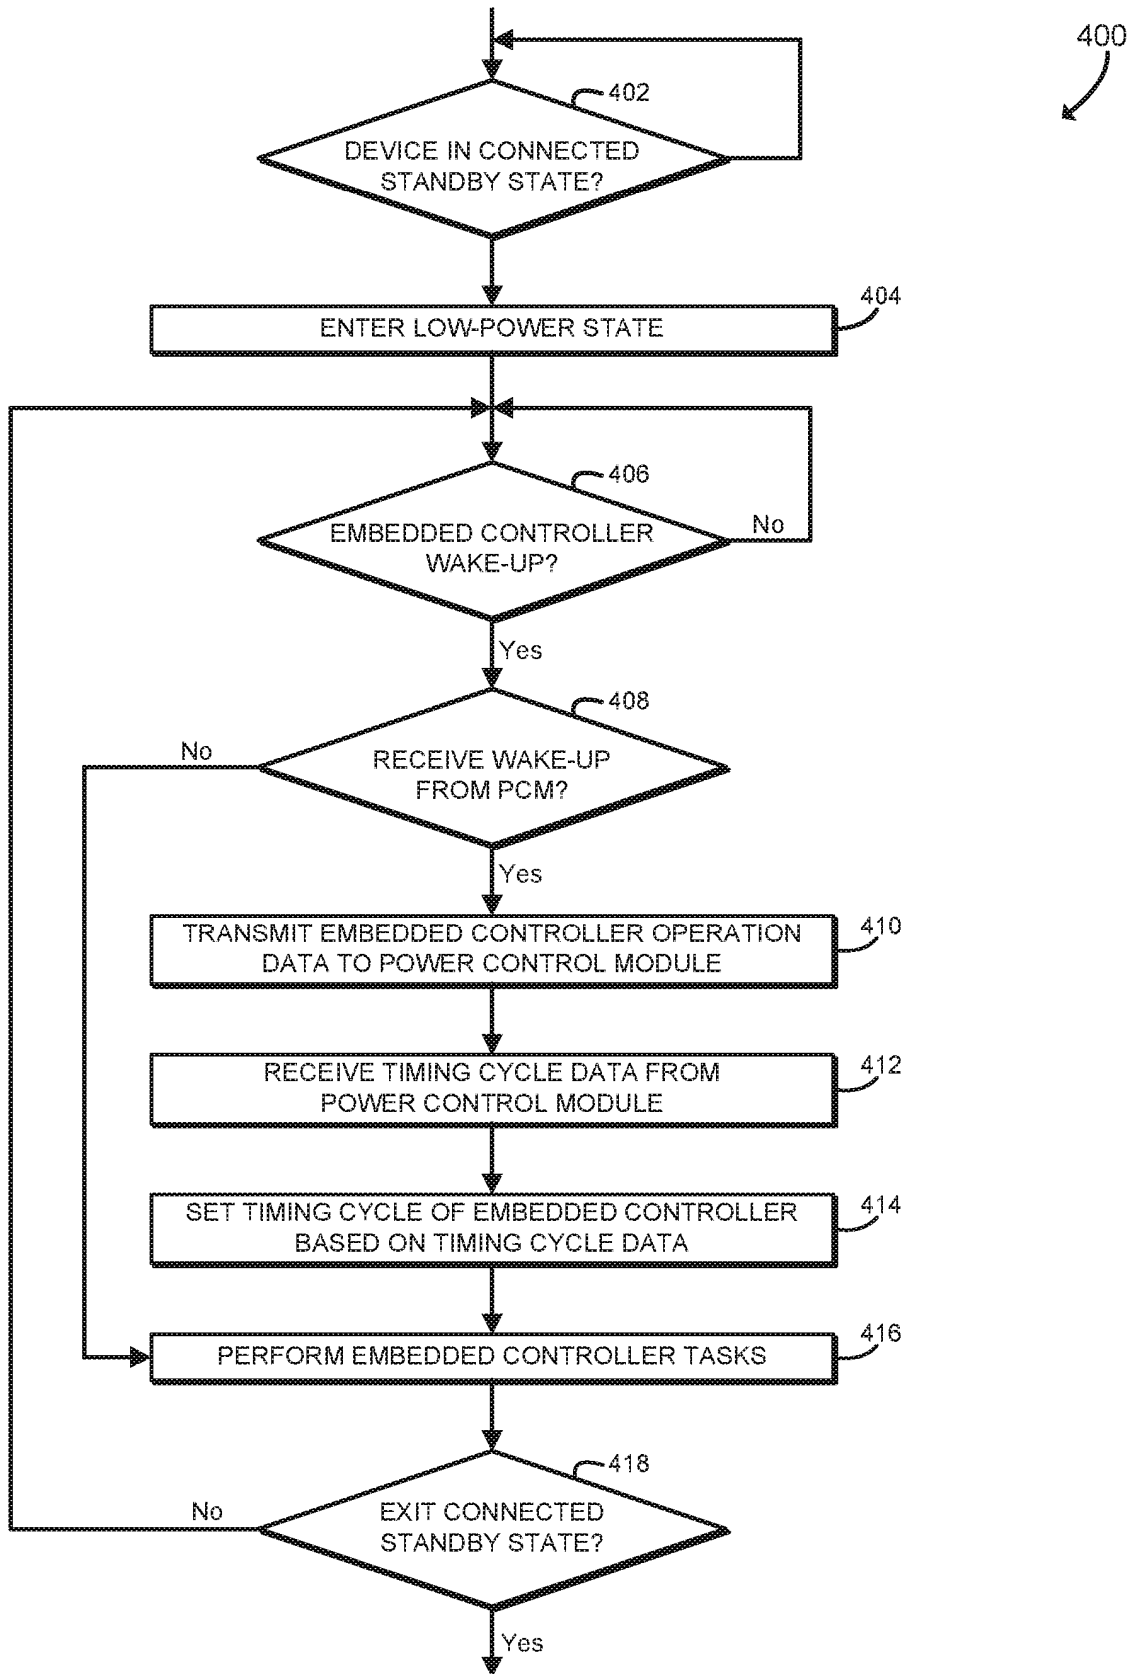 400
402
DEVICE IN CONNECTED
STANDBY STATE?
404
ENTER LOW-POWER STATE
406
EMBEDDED CONTROLLER
WAKE-UP?
No
Yes
408
No
RECEIVE WAKE-UP
FROM PCM?
Yes
410
TRANSMIT EMBEDDED CONTROLLER OPERATION
DATA TO POWER CONTROL MODULE
412
RECEIVE TIMING CYCLE DATA FROM
POWER CONTROL MODULE
414
SET TIMING CYCLE OF EMBEDDED CONTROLLER
BASED ON TIMING CYCLE DATA
416
PERFORM EMBEDDED CONTROLLER TASKS
418
No
EXIT CONNECTED
STANDBY STATE?
Yes